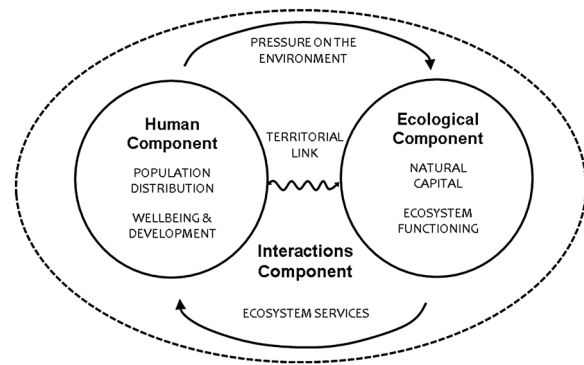 PRESSURE ON THE
ENVIRONMENT
Human
Component
POPULATION
DISTRIBUTION
WELLBEING &
DEVELOPMENT
TERRITORIAL
LINK
Ecological
Component
NATURAL
CAPITAL
ECOSYSTEM
FUNCTIONING
Interactions
Component
ECOSYSTEM SERVICES